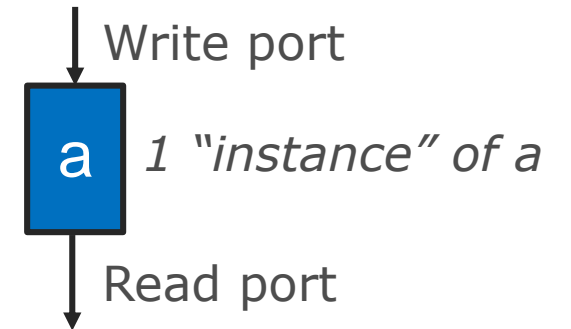 Write port
a
1 “instance” of a
Read port